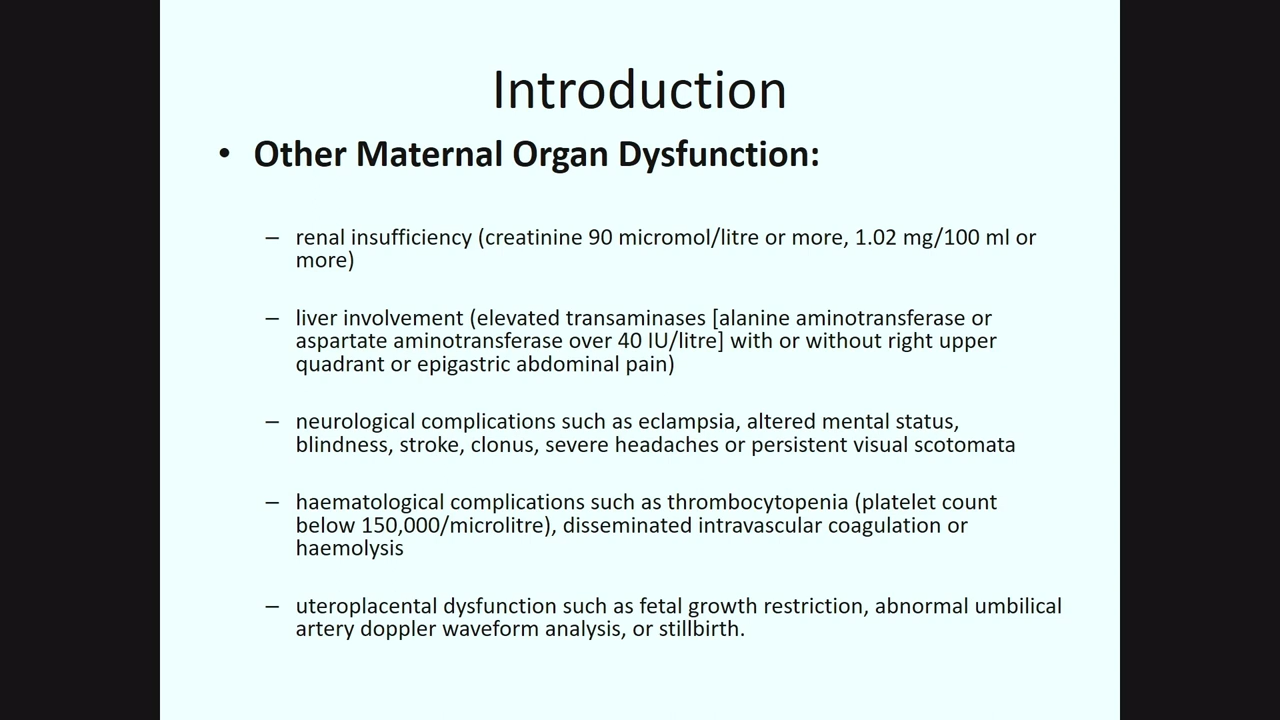 Introduction
• Other Maternal Organ Dysfunction:
– renal insufficiency (creatinine 90 micromol/litre or more, 1.02 mg/100 ml or
more)
– liver involvement (elevated transaminases [alanine aminotransferase or
aspartate aminotransferase over 40 IU/litre] with or without right upper
quadrant or epigastric abdominal pain)
– neurological complications such as eclampsia, altered mental status,
blindness, stroke, clonus, severe headaches or persistent visual scotomata
– haematological complications such as thrombocytopenia (platelet count
below 150,000/microlitre), disseminated intravascular coagulation or
haemolysis
– uteroplacental dysfunction such as fetal growth restriction, abnormal umbilical
artery doppler waveform analysis, or stillbirth.